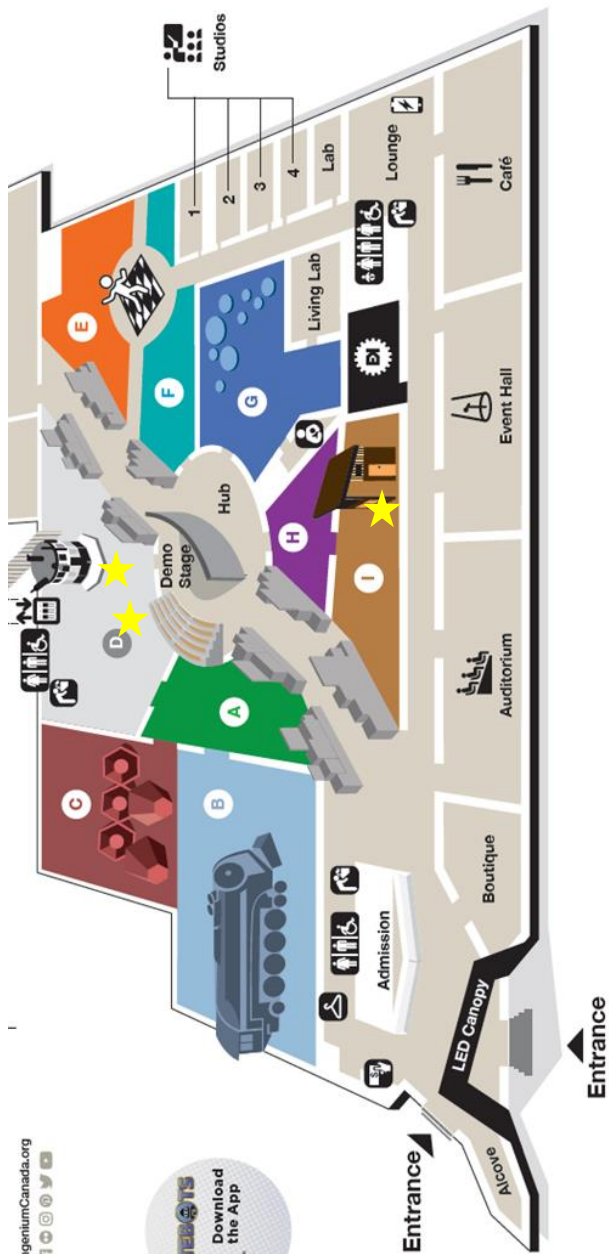 geniumCanada.org
TEBOTS
Download
the App
C
D
E
B
A
Demo
Stage
Hub
F
G
H
I
Studios
1
2
3
4
Lab
Living Lab
Lounge
Entrance
Admission
LED Canopy
Alcove
Boutique
Auditorium
Event Hall
Café
Entrance